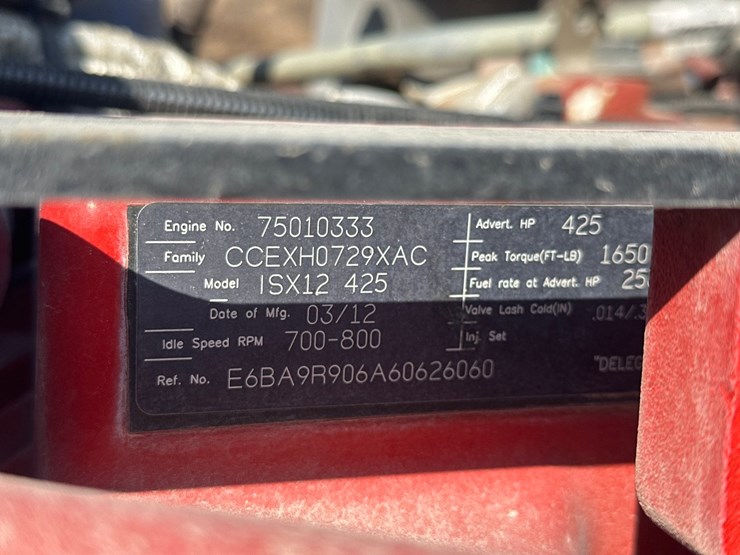 Engine No. 75010333
Family CCEXH0729XAC
Model ISX12 425
Date of Mfg. 03/12
Idle Speed RPM 700-800
Ref. No. E6BA9R906A60626060
Advert. HP 425
Peak Torque(FT-LB) 1650
Fuel rate at Advert. HP
Valve Lash Cold(IN)
Inj. Set